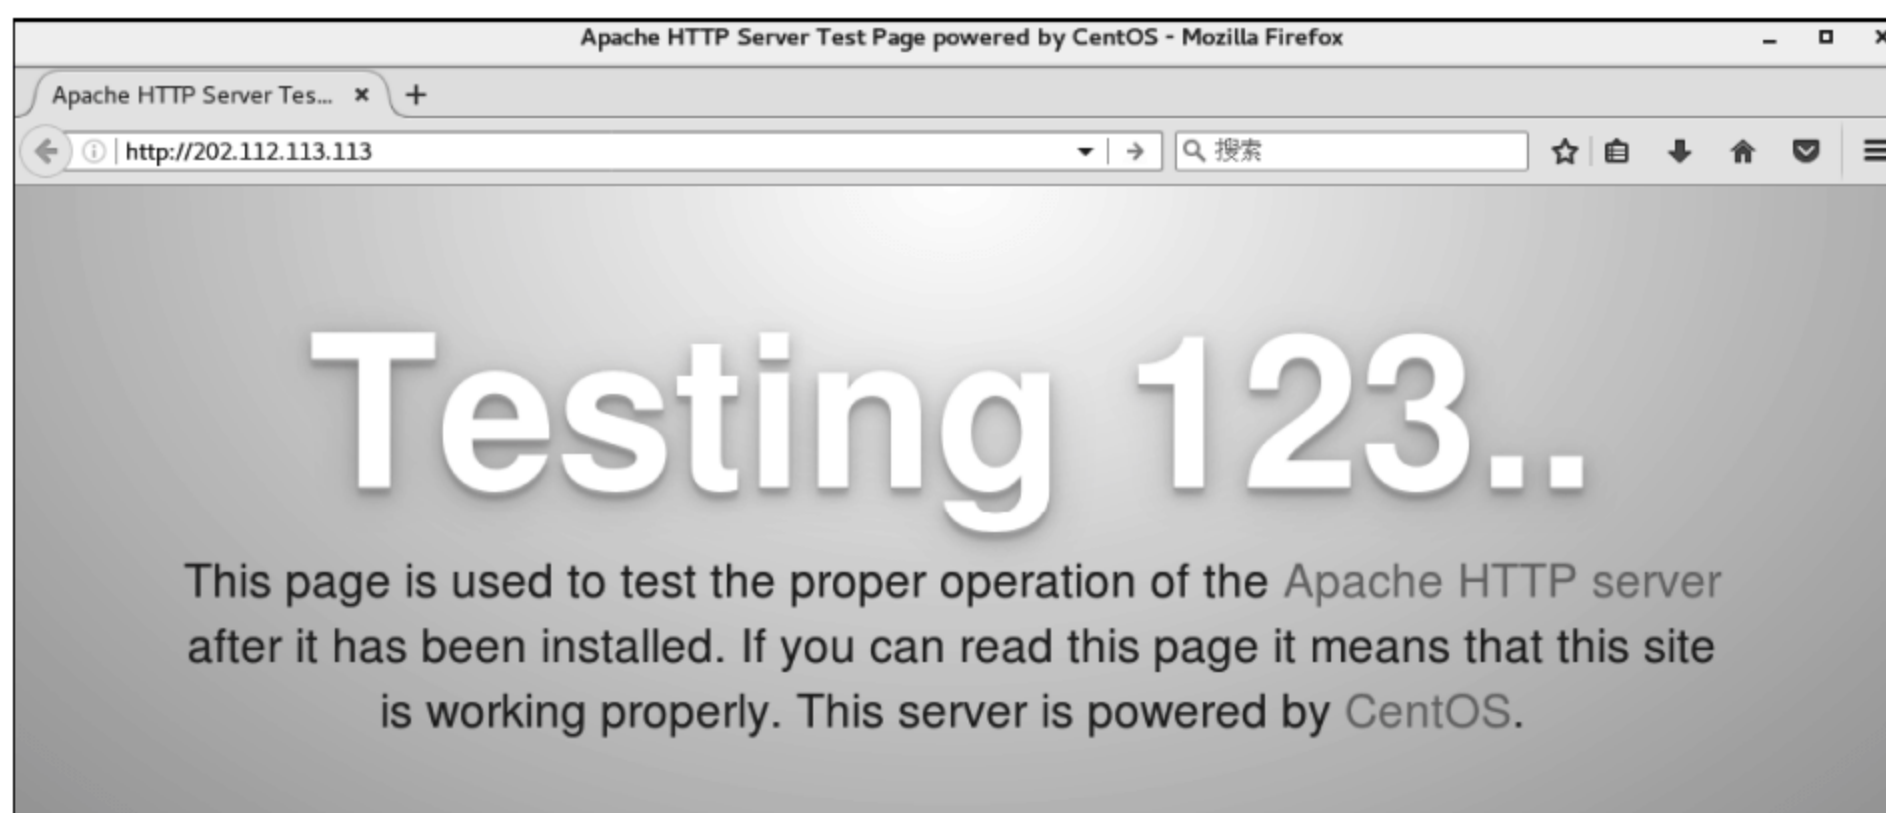 Apache HTTP Server Test Page powered by CentOS - Mozilla Firefox
Apache HTTP Server Tes...
http://202.112.113.113
搜索
Testing 123..
This page is used to test the proper operation of the Apache HTTP server
after it has been installed. If you can read this page it means that this site
is working properly. This server is powered by CentOS.